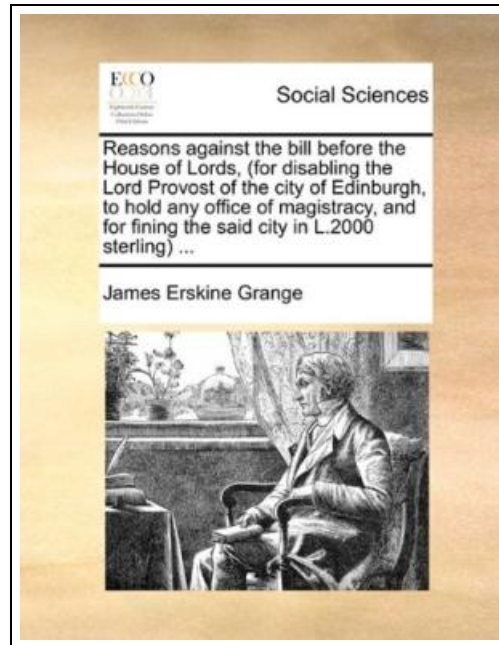 ECCO
Social Sciences
Reasons against the bill before the
House of Lords, (for disabling the
Lord Provost of the city of Edinburgh,
to hold any office of magistracy, and
for fining the said city in L.2000
sterling) ...
James Erskine Grange